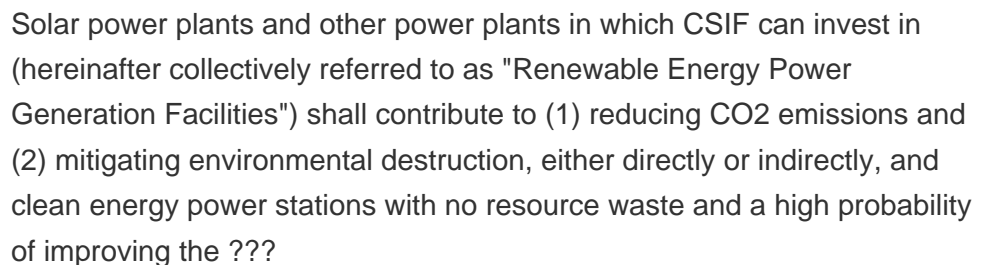 Solar power plants and other power plants in which CSIF can invest in
(hereinafter collectively referred to as "Renewable Energy Power
Generation Facilities") shall contribute to (1) reducing CO2 emissions and
(2) mitigating environmental destruction, either directly or indirectly, and
clean energy power stations with no resource waste and a high probability
of improving the ???